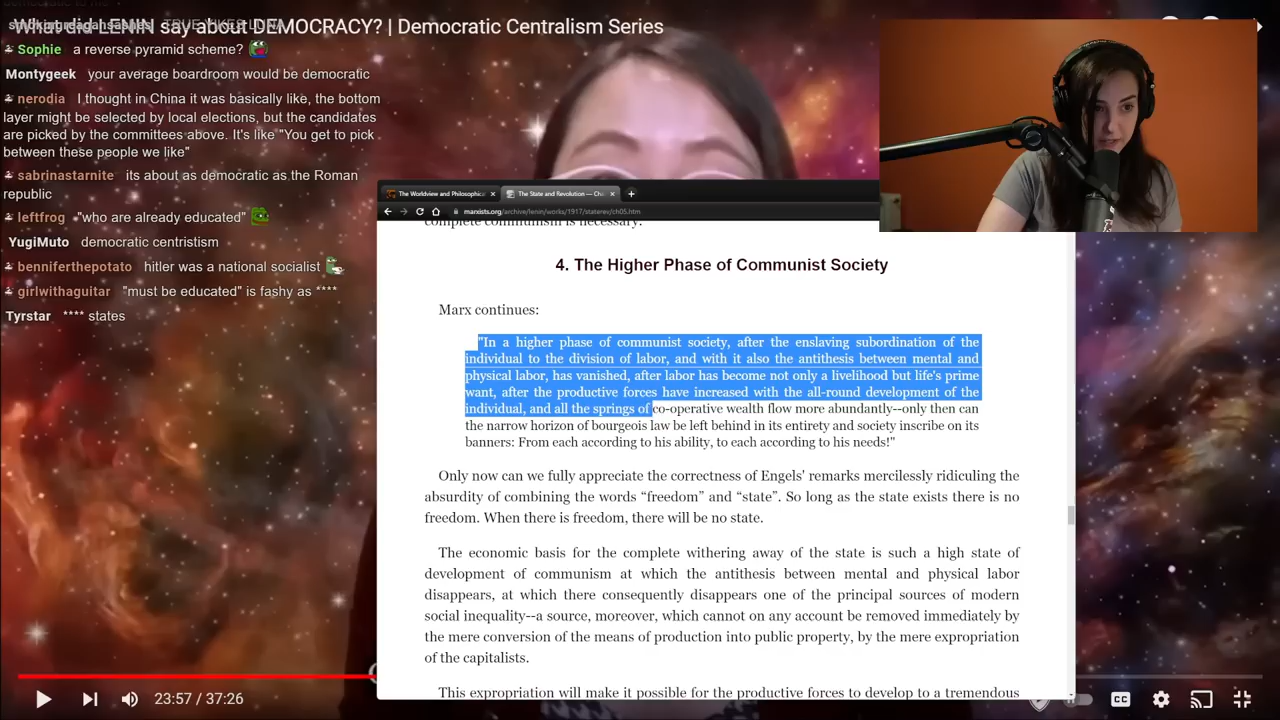 What did LENIN say about DEMOCRACY? | Democratic Centralism Series
Sophie a reverse pyramid scheme?
Montygeek your average boardroom would be democratic
nerodia I thought in China it was basically like, the bottom
layer might be selected by local elections, but the candidates
are picked by the committees above. It's like "You get to pick
between these people we like"
sabrinastarnite its about as democratic as the Roman
republic
leftfrog "who are already educated"
YugiMuto democratic centristism
benniferthepotato hitler was a national socialist
girlwithaguitar "must be educated" is fashy as ****
Tyrstar **** states
The Worldview and Philosophica
The State and Revolution — Ch
marxists.org/archive/lenin/works/1917/staterev/ch05.htm
complete communism is necessary.
4. The Higher Phase of Communist Society
Marx continues:
"In a higher phase of communist society, after the enslaving subordination of the
individual to the division of labor, and with it also the antithesis between mental and
physical labor, has vanished, after labor has become not only a livelihood but life's prime
want, after the productive forces have increased with the all-round development of the
individual, and all the springs of co-operative wealth flow more abundantly--only then can
the narrow horizon of bourgeois law be left behind in its entirety and society inscribe on its
banners: From each according to his ability, to each according to his needs!"
Only now can we fully appreciate the correctness of Engels' remarks mercilessly ridiculing the
absurdity of combining the words “freedom” and “state”. So long as the state exists there is no
freedom. When there is freedom, there will be no state.
The economic basis for the complete withering away of the state is such a high state of
development of communism at which the antithesis between mental and physical labor
disappears, at which there consequently disappears one of the principal sources of modern
social inequality--a source, moreover, which cannot on any account be removed immediately by
the mere conversion of the means of production into public property, by the mere expropriation
of the capitalists.
This expropriation will make it possible for the productive forces to develop to a tremendous
23:57 / 37:26
CC